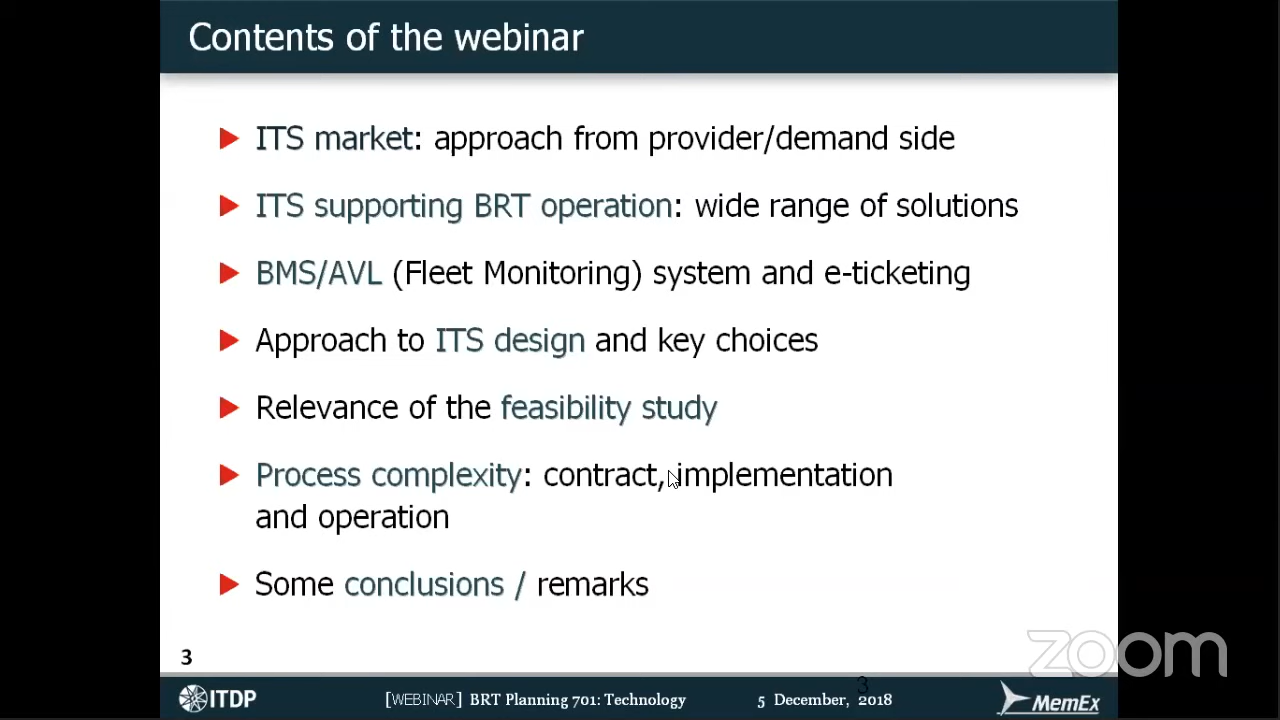 Contents of the webinar
ITS market: approach from provider/demand side
ITS supporting BRT operation: wide range of solutions
BMS/AVL (Fleet Monitoring) system and e-ticketing
Approach to ITS design and key choices
Relevance of the feasibility study
Process complexity: contract, implementation
and operation
Some conclusions / remarks
3
zoom
3
ITDP [WEBINAR] BRT Planning 701: Technology 5 December, 2018 MemEx